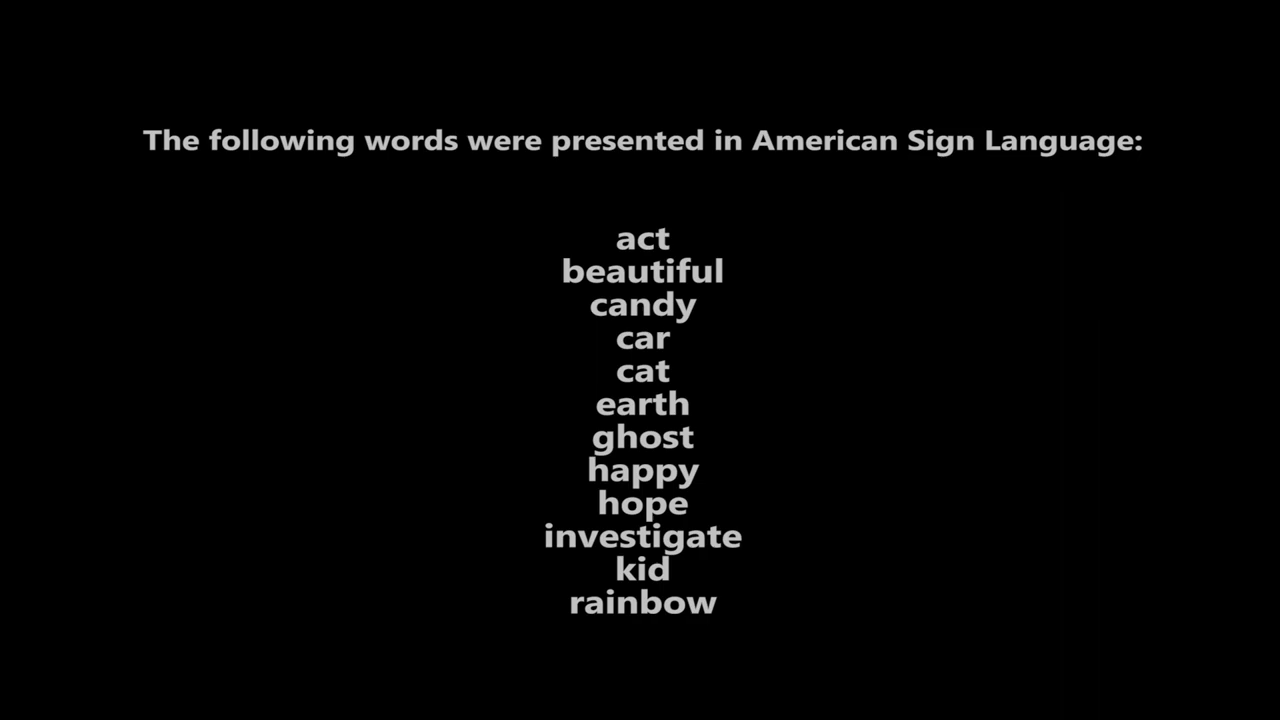 The following words were presented in American Sign Language:
act
beautiful
candy
car
cat
earth
ghost
happy
hope
investigate
kid
rainbow